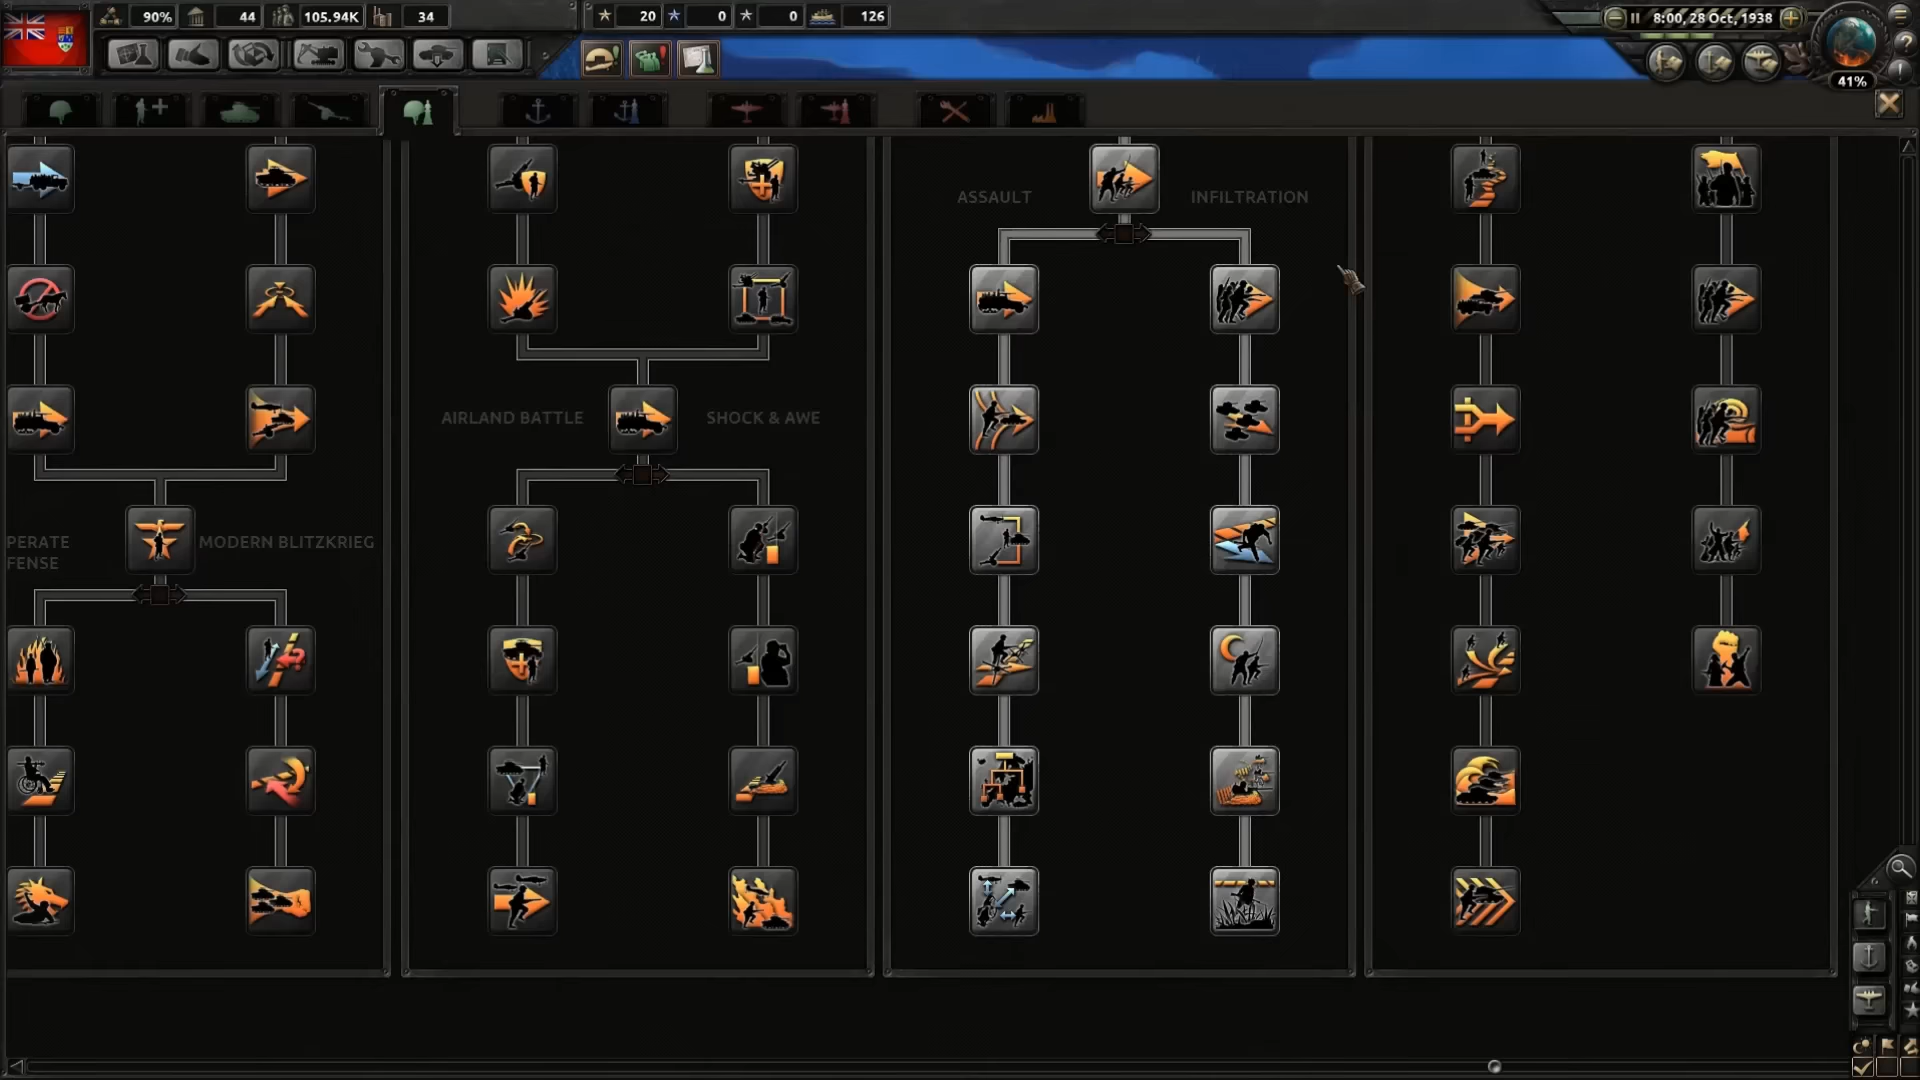 90%
44
105.94K
34
20
0
0
126
8:00, 28 Oct, 1938
41%
ASSAULT
INFILTRATION
AIRLAND BATTLE
SHOCK & AWE
PERATE
FENSE
MODERN BLITZKRIEG